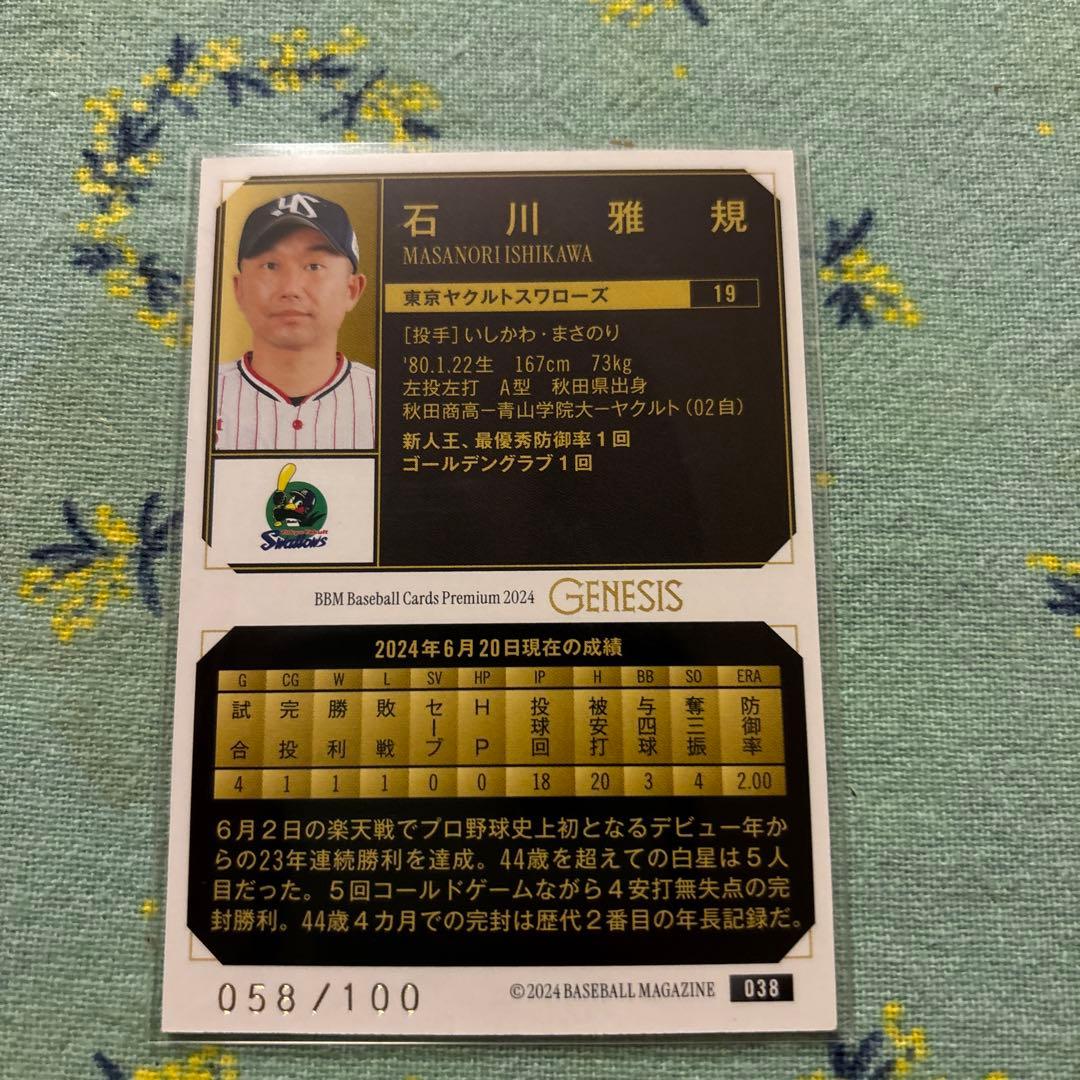 石川雅規
MASANORI ISHIKAWA
東京ヤクルトスワローズ 19
[投手]いしかわ・まさのり
'80.1.22生 167cm 73kg
左投左打 A型 秋田県出身
秋田商高ー青山学院大ーヤクルト(02自)
新人王、最優秀防御率1回
ゴールデングラブ1回
Swallows
BBM Baseball Cards Premium 2024 GENESIS
2024年6月20日現在の成績
G CG W L SV HP IP H BB SO ERA
試合 完投 勝利 敗戦 セーブ HP 投球回 被安打 与四球 奪三振 防御率
4 1 1 1 0 0 18 20 3 4 2.00
6月2日の楽天戦でプロ野球史上初となるデビュー年か
らの23年連続勝利を達成。44歳を超えての白星は5人
目だった。5回コールドゲームながら4安打無失点の完
封勝利。44歳4カ月での完封は歴代2番目の年長記録だ。
058/100
©2024 BASEBALL MAGAZINE 038